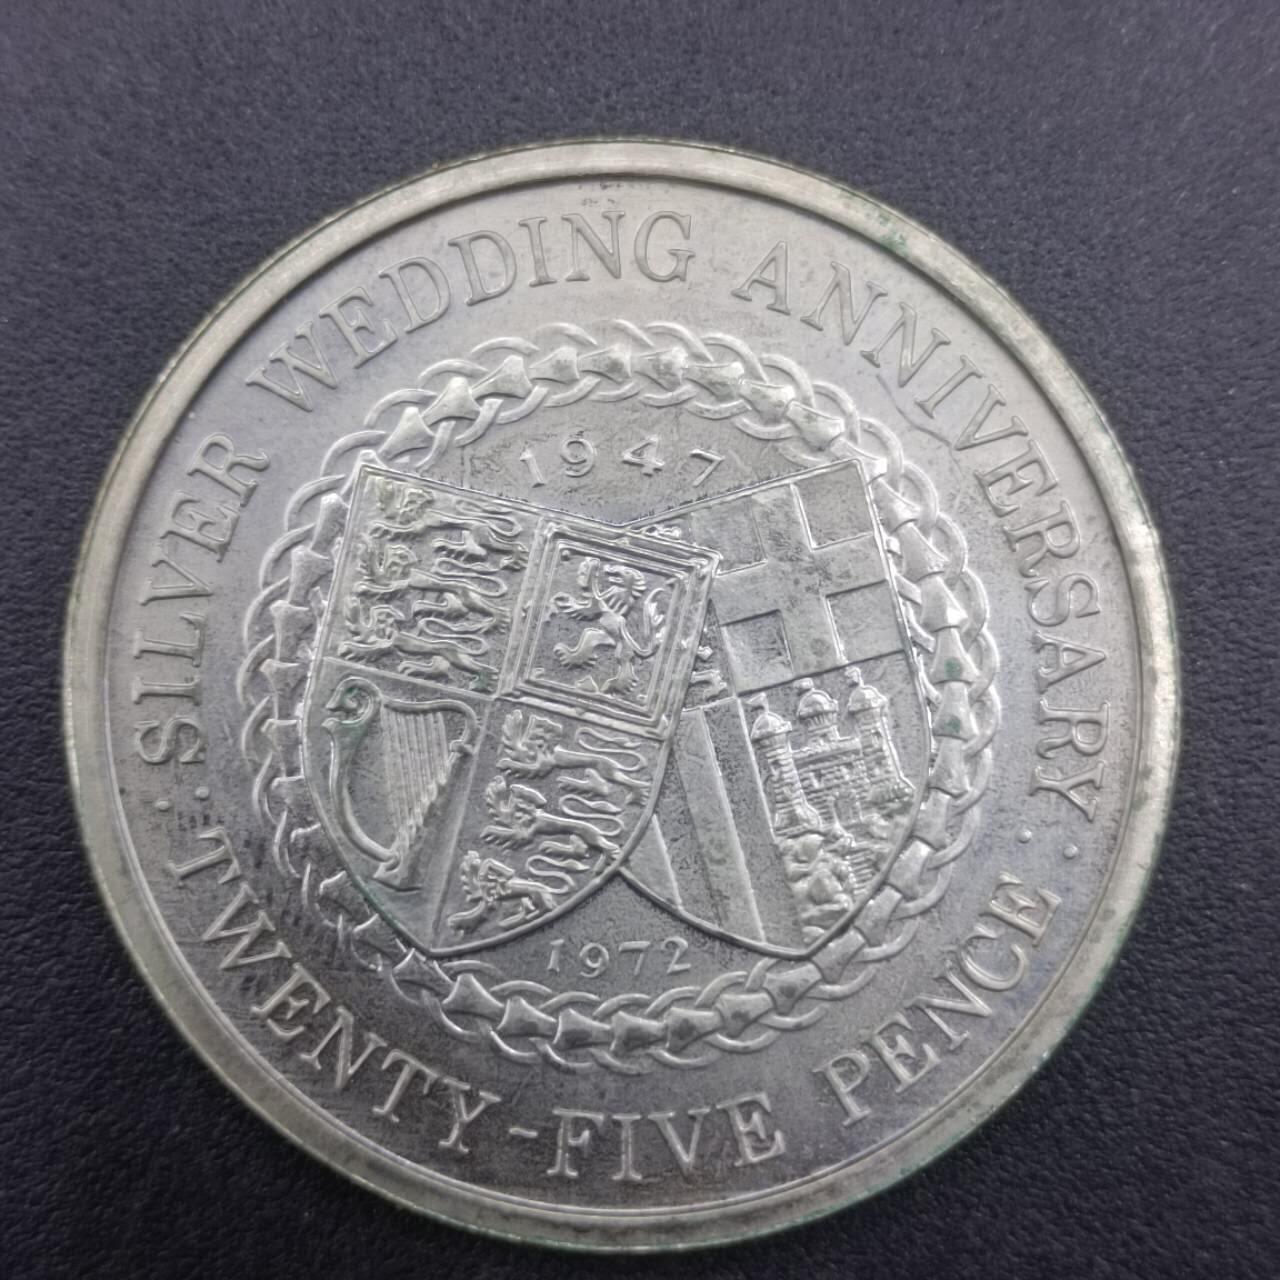 · SILVER WEDDING ANNIVERSARY ·
1947
1972
· TWENTY-FIVE PENCE ·